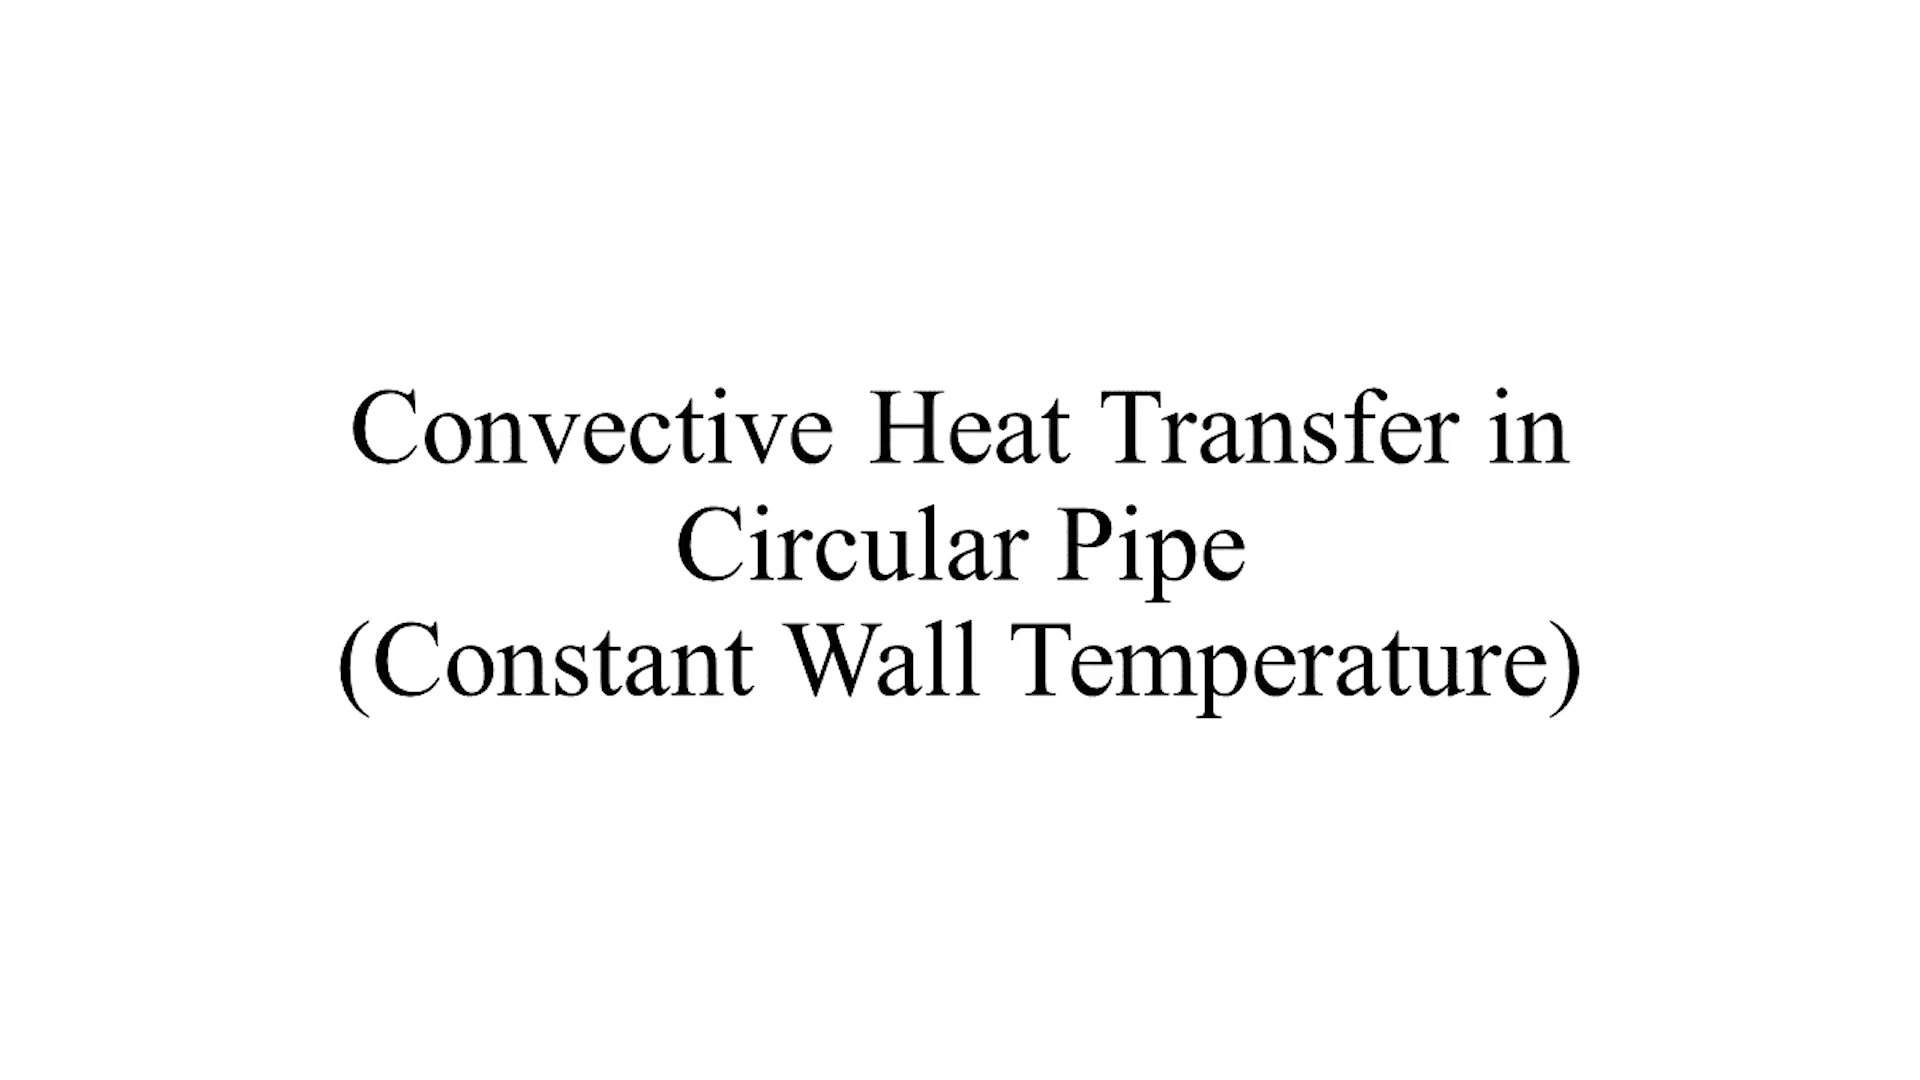 Convective Heat Transfer in
Circular Pipe
(Constant Wall Temperature)